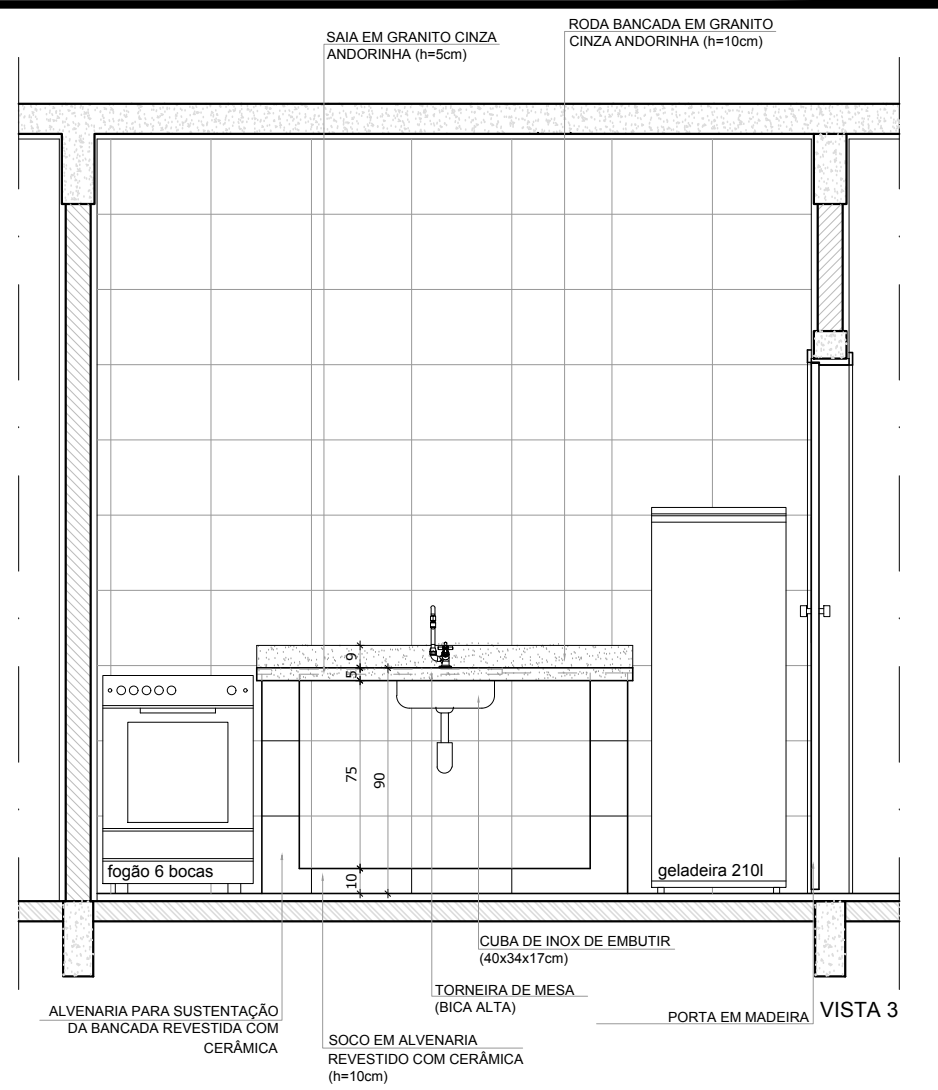 SAIA EM GRANITO CINZA
ANDORINHA (h=5cm)
RODA BANCADA EM GRANITO
CINZA ANDORINHA (h=10cm)
9
5
75
90
10
fogão 6 bocas
geladeira 210l
CUBA DE INOX DE EMBUTIR
(40x34x17cm)
TORNEIRA DE MESA
(BICA ALTA)
PORTA EM MADEIRA
VISTA 3
ALVENARIA PARA SUSTENTAÇÃO
DA BANCADA REVESTIDA COM
CERÂMICA
SOCO EM ALVENARIA
REVESTIDO COM CERÂMICA
(h=10cm)